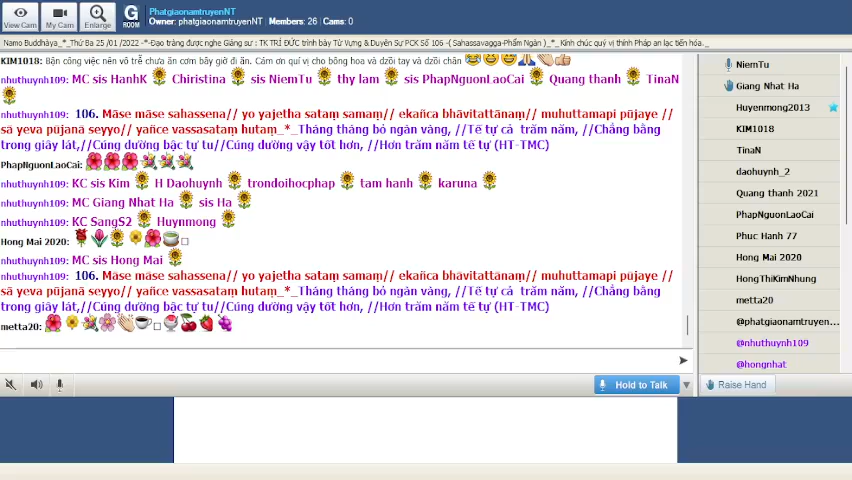 View Cam
My Cam
Enlarge
G
ROOM
PhatgiaonamtruyenNT
Owner: phatgiaonamtruyenNT | Members: 26 | Cams: 0
Namo Buddhàya_*_Thứ Ba 25 /01 /2022 -*-Đạo tràng được nghe Giảng sư : TK TRÍ ĐỨC trình bày Từ Vựng & Duyên Sự PCK Số 106 -( Sahassavagga-Phẩm Ngàn )_*_Kính chúc quý vị thính Pháp an lạc tiến hóa._
KIM1018: Bận công việc nên vô trễ chưa ăn cơm bây giờ đi ăn. Cám ơn quí vị cho bông hoa và dzỗi tay và dzỗi chân
nhuthuynh109: MC sis HanhK Chiristina sis NiemTu thy lam sis PhapNguonLaoCai Quang thanh TinaN
nhuthuynh109: 106. Māse māse sahassena// yo yajetha sataṃ samaṃ// ekañca bhāvitattānaṃ// muhuttamapi pūjaye //
sā yeva pūjanā seyyo// yañce vassasataṃ hutaṃ_*_Tháng tháng bỏ ngàn vàng, //Tế tự cả trăm năm, //Chẳng bằng
trong giây lát,//Cúng dường bậc tự tu//Cúng dường vậy tốt hơn, //Hơn trăm năm tế tự (HT-TMC)
PhapNguonLaoCai:
nhuthuynh109: KC sis Kim H Daohuynh trondoihocphap tam hanh karuna
nhuthuynh109: MC Giang Nhat Ha sis Ha
nhuthuynh109: KC SangS2 Huynmong
Hong Mai 2020:
nhuthuynh109: MC sis Hong Mai
nhuthuynh109: 106. Māse māse sahassena// yo yajetha sataṃ samaṃ// ekañca bhāvitattānaṃ// muhuttamapi pūjaye //
sā yeva pūjanā seyyo// yañce vassasataṃ hutaṃ_*_Tháng tháng bỏ ngàn vàng, //Tế tự cả trăm năm, //Chẳng bằng
trong giây lát,//Cúng dường bậc tự tu//Cúng dường vậy tốt hơn, //Hơn trăm năm tế tự (HT-TMC)
metta20:
Hold to Talk
NiemTu
Giang Nhat Ha
Huyenmong2013
KIM1018
TinaN
daohuynh_2
Quang thanh 2021
PhapNguonLaoCai
Phuc Hanh 77
Hong Mai 2020
HongThiKimNhung
metta20
@phatgiaonamtruyen...
@nhuthuynh109
@hongnhat
Raise Hand